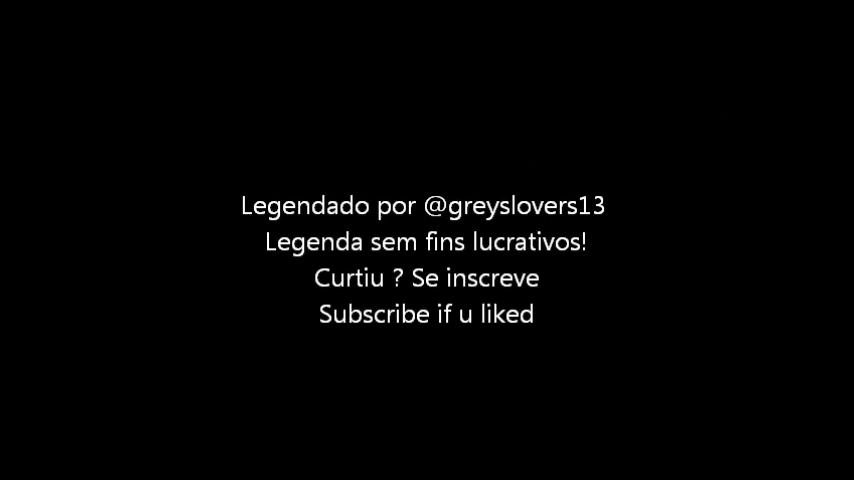 Legendado por @greyslovers13
Legenda sem fins lucrativos!
Curtiu ? Se inscreve
Subscribe if u liked